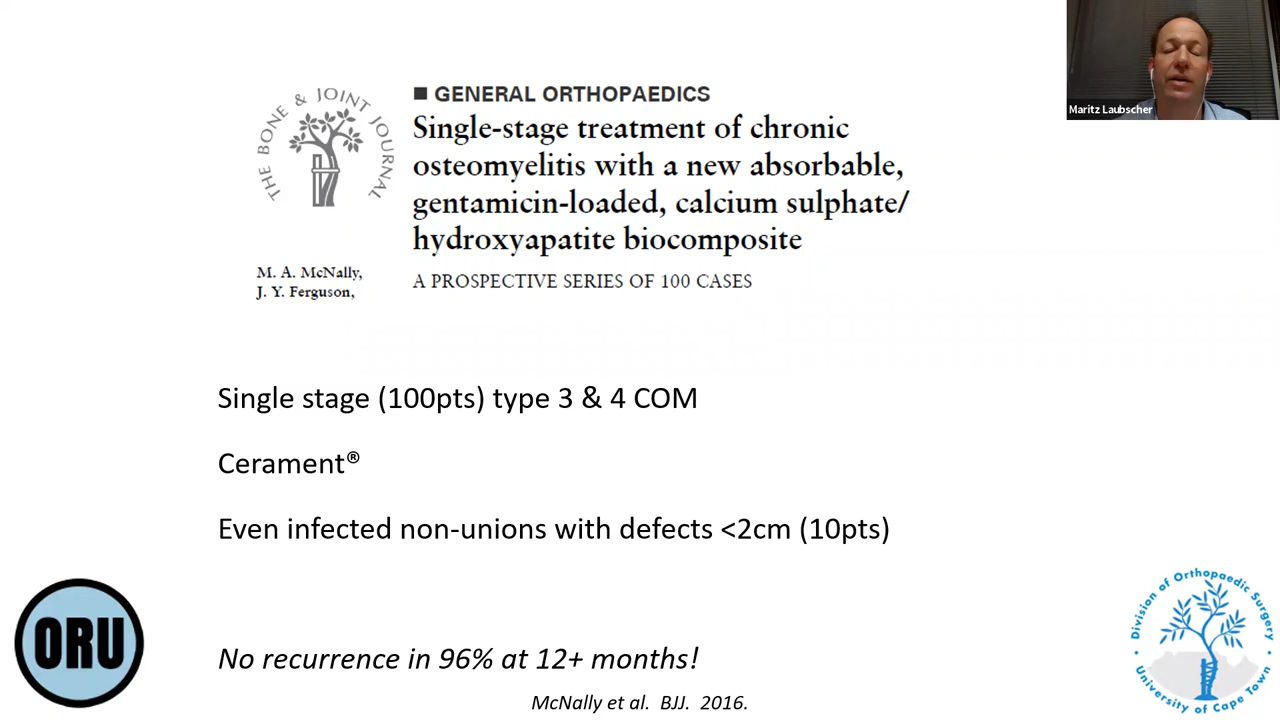 Maritz Laubscher
THE BONE & JOINT JOURNAL
■ GENERAL ORTHOPAEDICS
Single-stage treatment of chronic
osteomyelitis with a new absorbable,
gentamicin-loaded, calcium sulphate/
hydroxyapatite biocomposite
M. A. McNally,
J. Y. Ferguson,
A PROSPECTIVE SERIES OF 100 CASES
Single stage (100pts) type 3 & 4 COM
Cerament®
Even infected non-unions with defects <2cm (10pts)
No recurrence in 96% at 12+ months!
McNally et al. BJJ. 2016.
ORU
Division of Orthopaedic Surgery
University of Cape Town